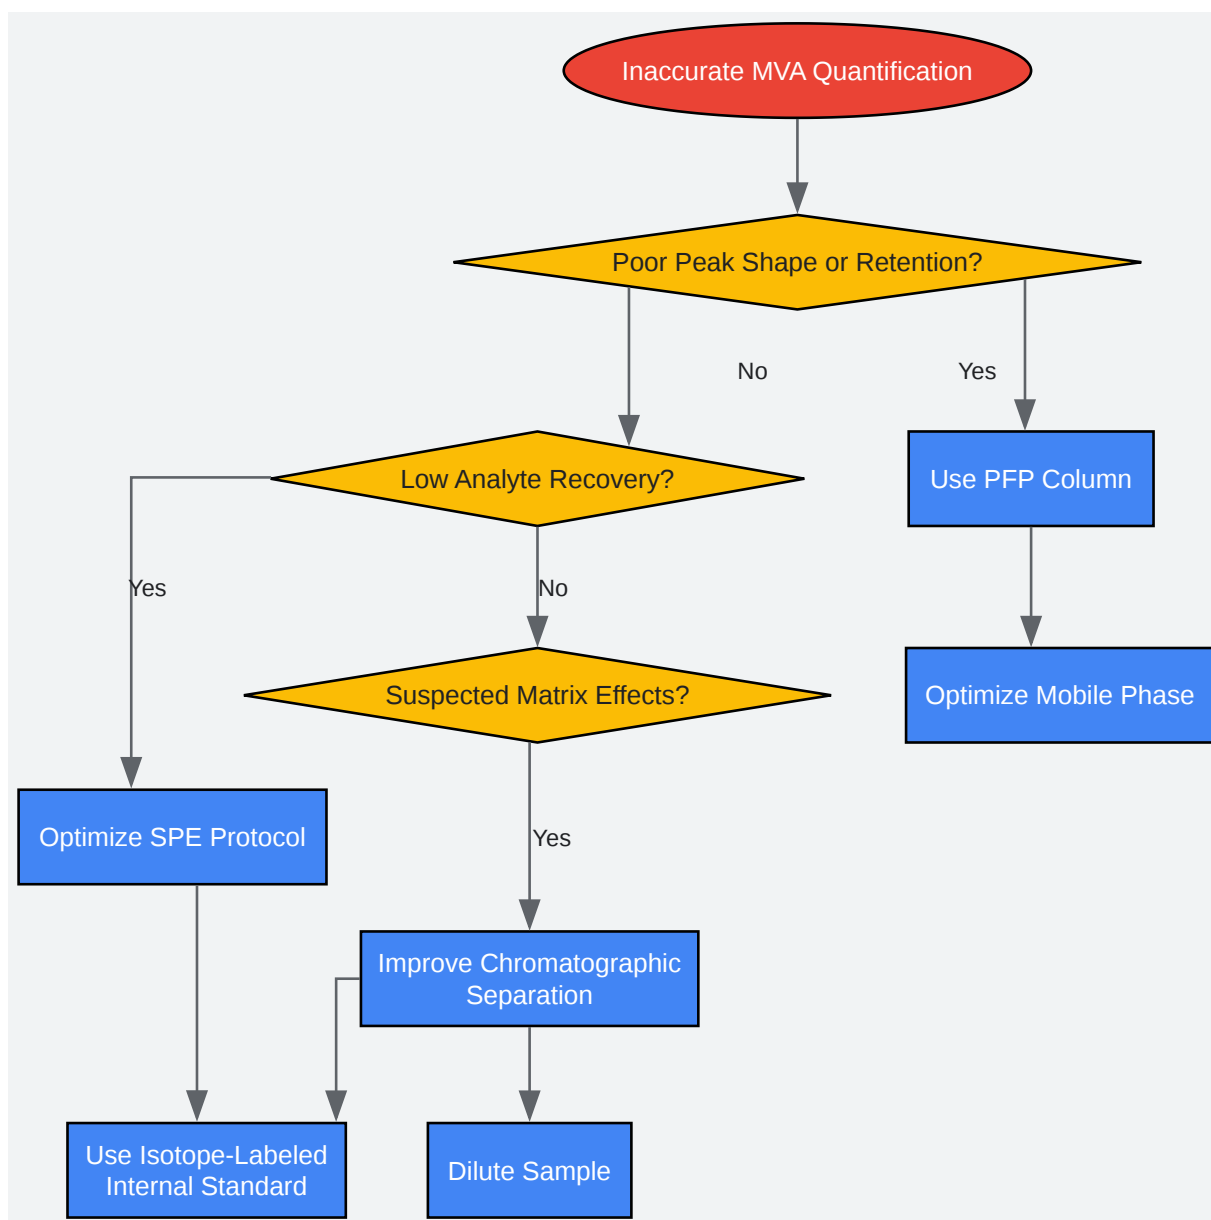 Inaccurate MVA Quantification
Poor Peak Shape or Retention?
No
Yes
Low Analyte Recovery?
Use PFP Column
Yes
No
Suspected Matrix Effects?
Optimize Mobile Phase
Optimize SPE Protocol
Yes
Improve Chromatographic
Separation
Use Isotope-Labeled
Internal Standard
Dilute Sample